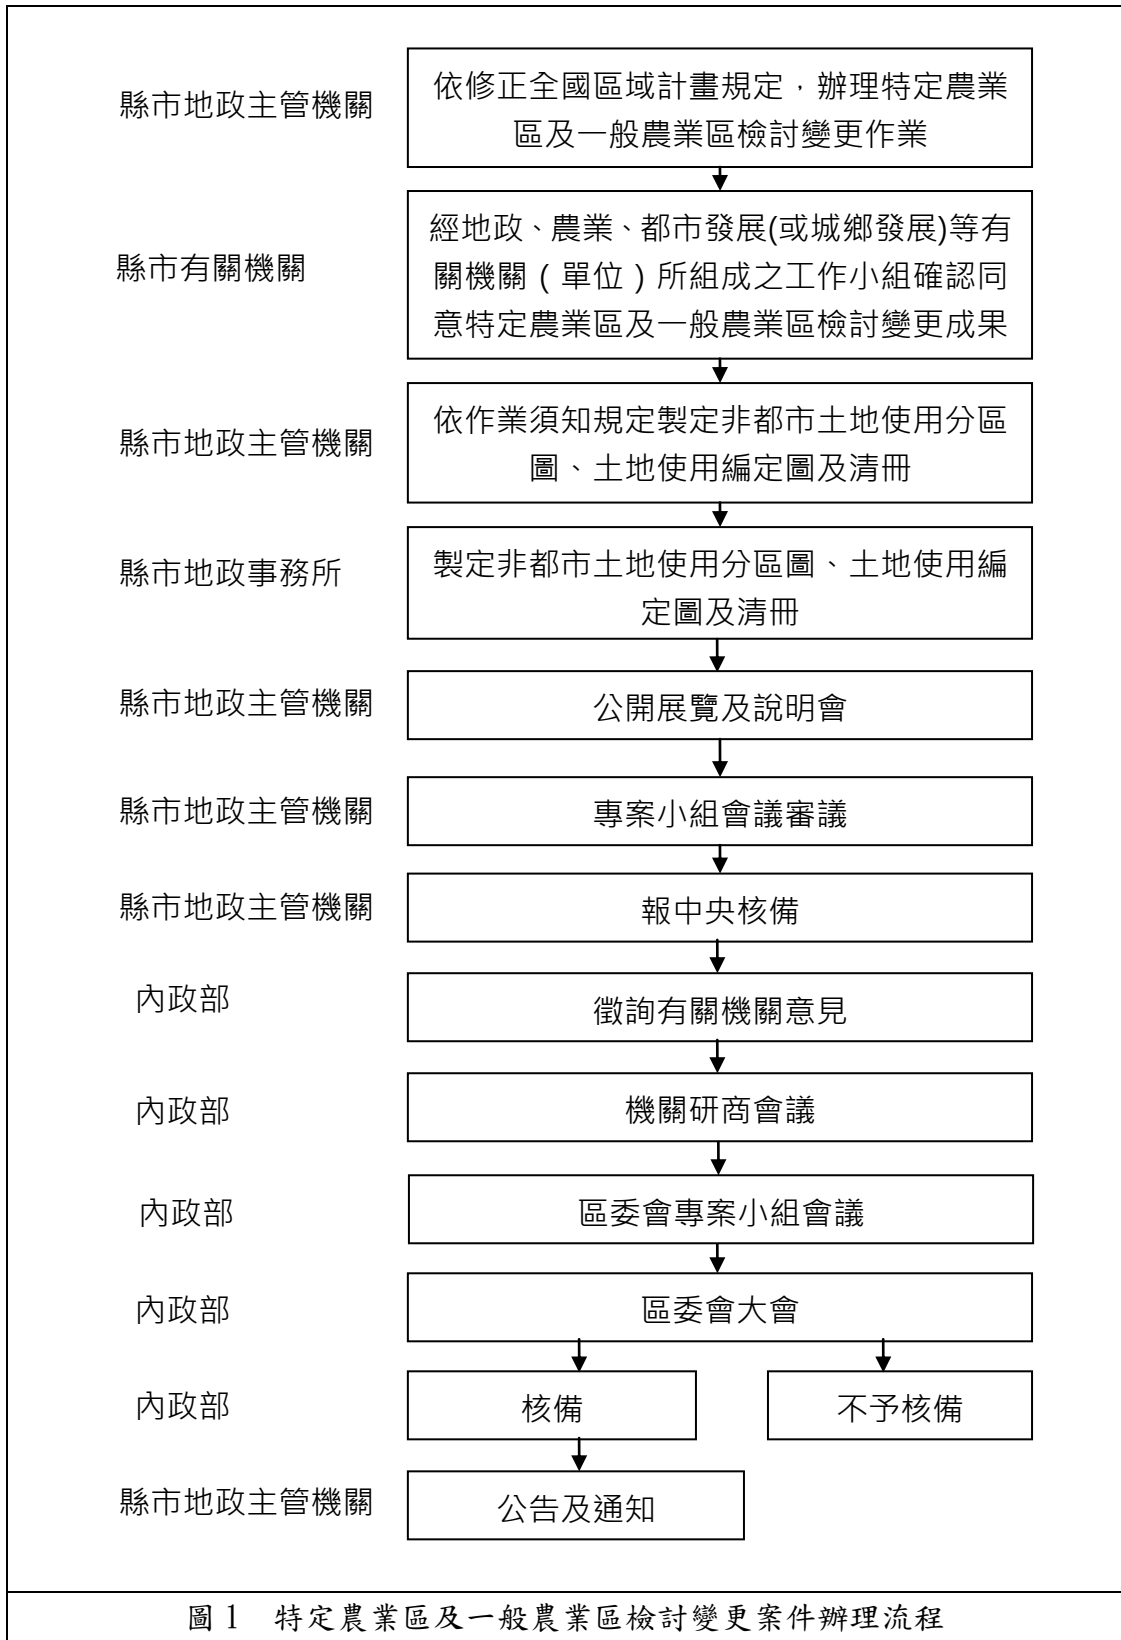 縣市地政主管機關
依修正全國區域計畫規定，辦理特定農業
區及一般農業區檢討變更作業
縣市有關機關
經地政、農業、都市發展(或城鄉發展)等有
關機關（單位）所組成之工作小組確認同
意特定農業區及一般農業區檢討變更成果
縣市地政主管機關
依作業須知規定製定非都市土地使用分區
圖、土地使用編定圖及清冊
縣市地政事務所
製定非都市土地使用分區圖、土地使用編
定圖及清冊
縣市地政主管機關
公開展覽及說明會
縣市地政主管機關
專案小組會議審議
縣市地政主管機關
報中央核備
內政部
徵詢有關機關意見
內政部
機關研商會議
內政部
區委會專案小組會議
內政部
區委會大會
內政部
核備
不予核備
縣市地政主管機關
公告及通知
圖1　特定農業區及一般農業區檢討變更案件辦理流程